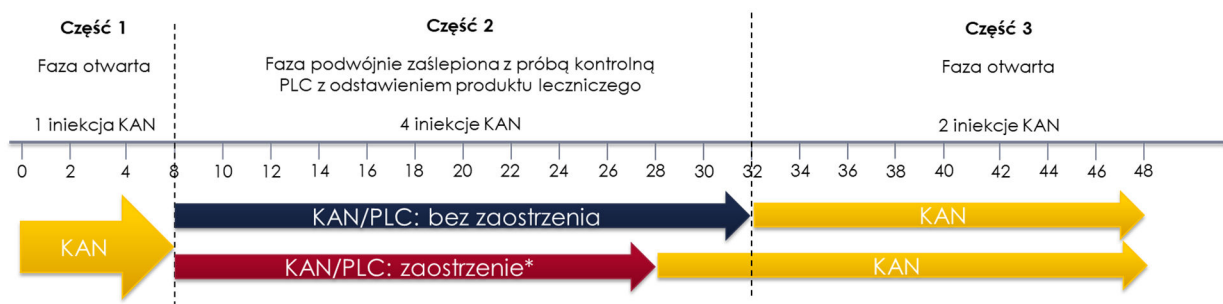 Część 1
Część 2
Część 3
Faza otwarta
Faza podwójnie zaślepiona z próbą kontrolną
PLC z odstawieniem produktu leczniczego
Faza otwarta
1 iniekcja KAN
4 iniekcje KAN
2 iniekcje KAN
0 2 4 8 10 12 14 16 18 20 22 24 26 28 30 32 34 36 38 40 42 44 46 48
KAN
KAN/PLC: bez zaostrzenia
KAN
KAN/PLC: zaostrzenie*
KAN